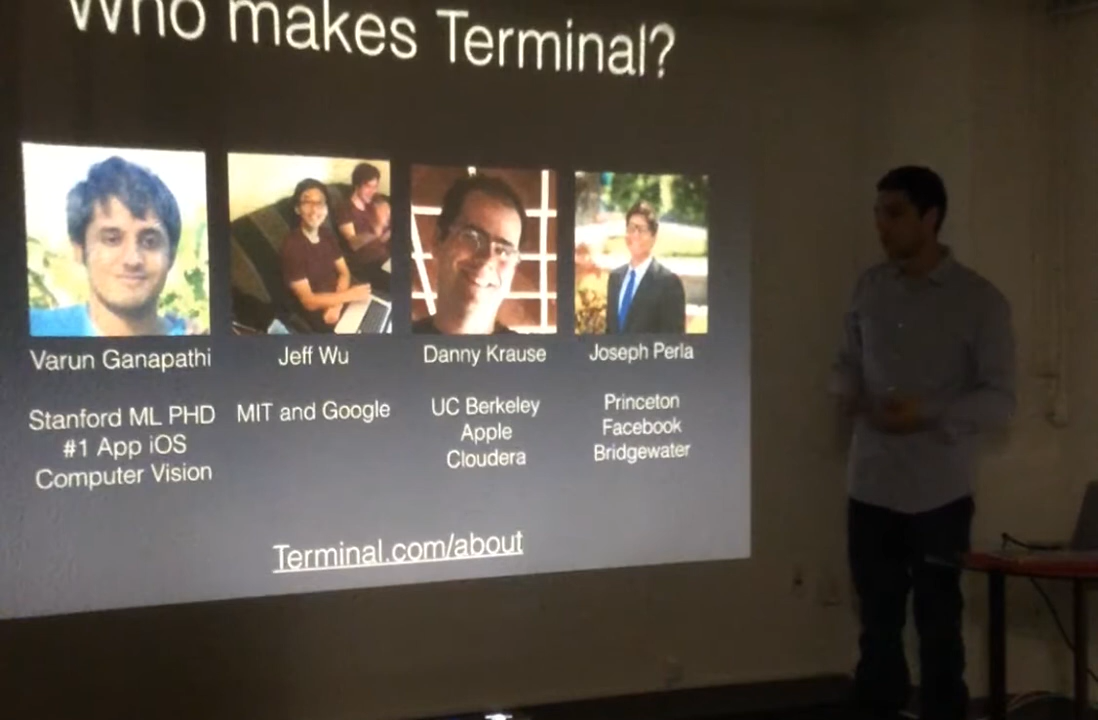 Who makes Terminal?
Varun Ganapathi
Jeff Wu
Danny Krause
Joseph Perla
Stanford ML PHD
#1 App iOS
Computer Vision
MIT and Google
UC Berkeley
Apple
Cloudera
Princeton
Facebook
Bridgewater
Terminal.com/about